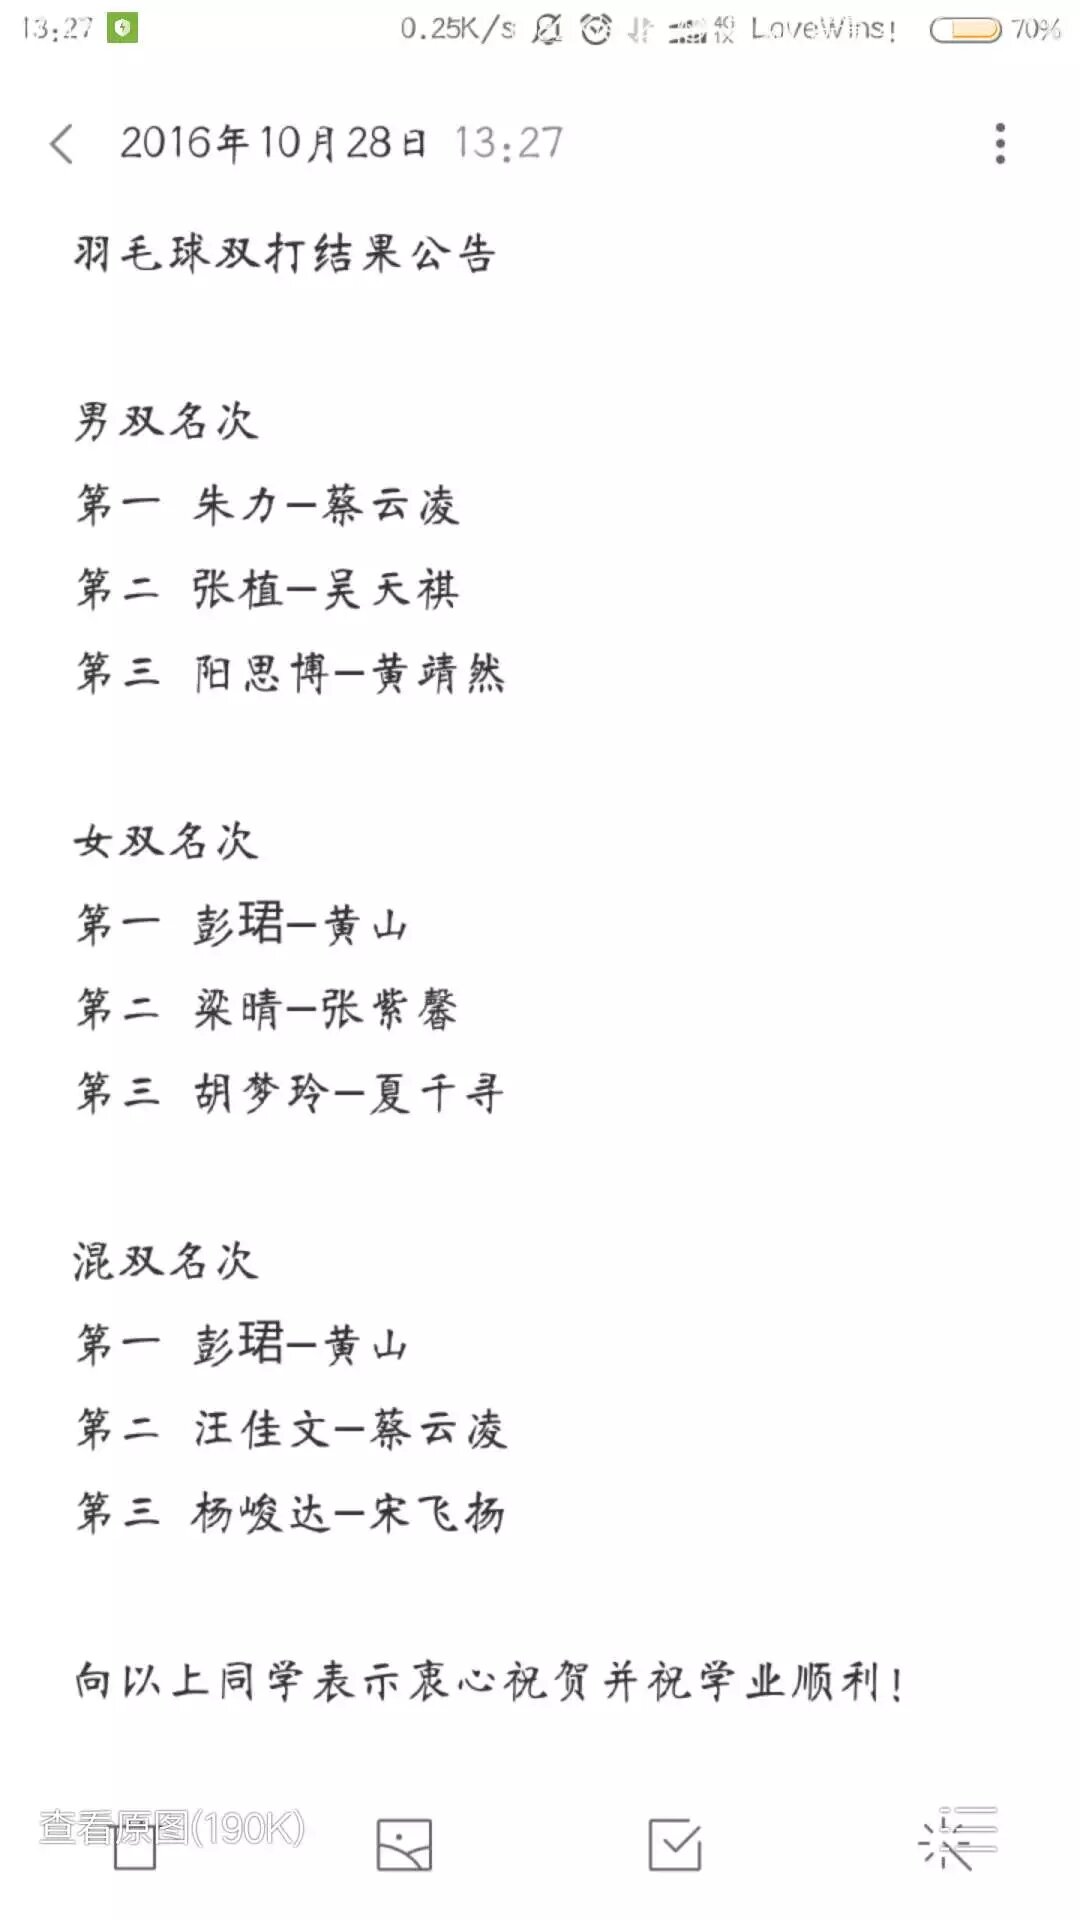 13:27 0.25K/s 4G 1X LoveWins! 70%
2016年10月28日 13:27
羽毛球双打结果公告
男双名次
第一 朱力—蔡云凌
第二 张植—吴天祺
第三 阳思博—黄靖然
女双名次
第一 彭珺—黄山
第二 梁晴—张紫馨
第三 胡梦玲—夏千寻
混双名次
第一 彭珺—黄山
第二 汪佳文—蔡云凌
第三 杨峻达—宋飞扬
向以上同学表示衷心祝贺并祝学业顺利!
查看原图(190K)